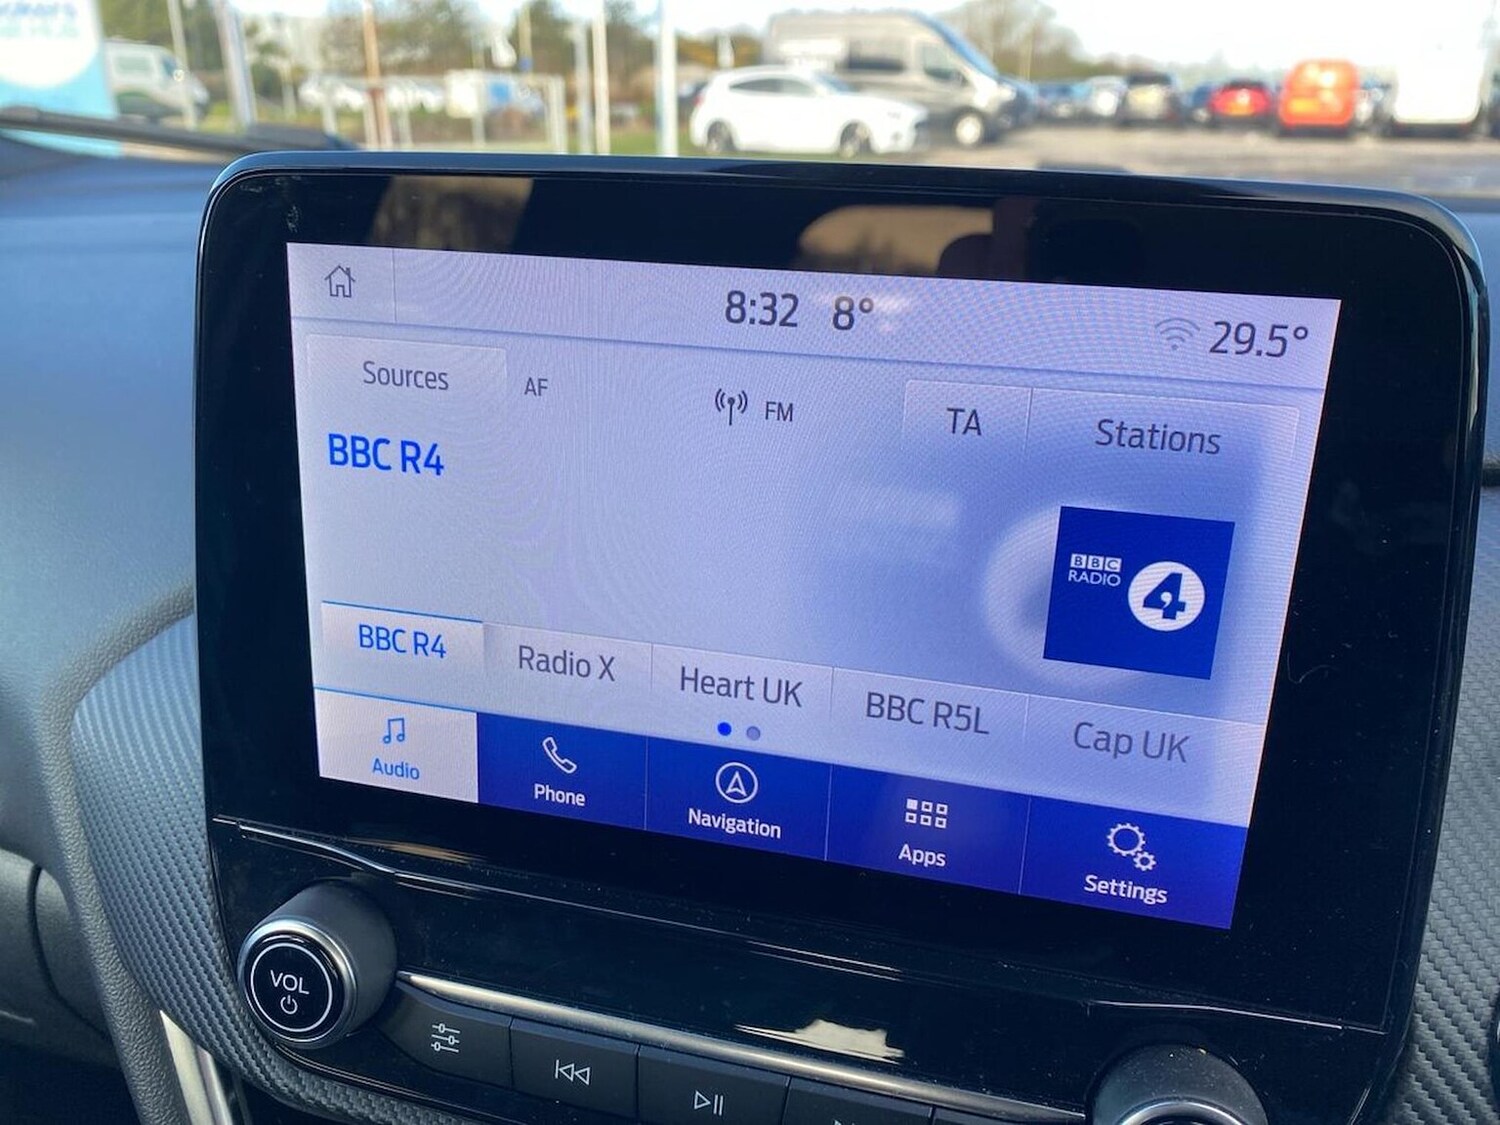 8:32 8° 29.5°
Sources AF FM TA Stations
BBC R4
BBC
RADIO 4
BBC R4 Radio X Heart UK BBC R5L Cap UK
Audio Phone Navigation Apps Settings
VOL